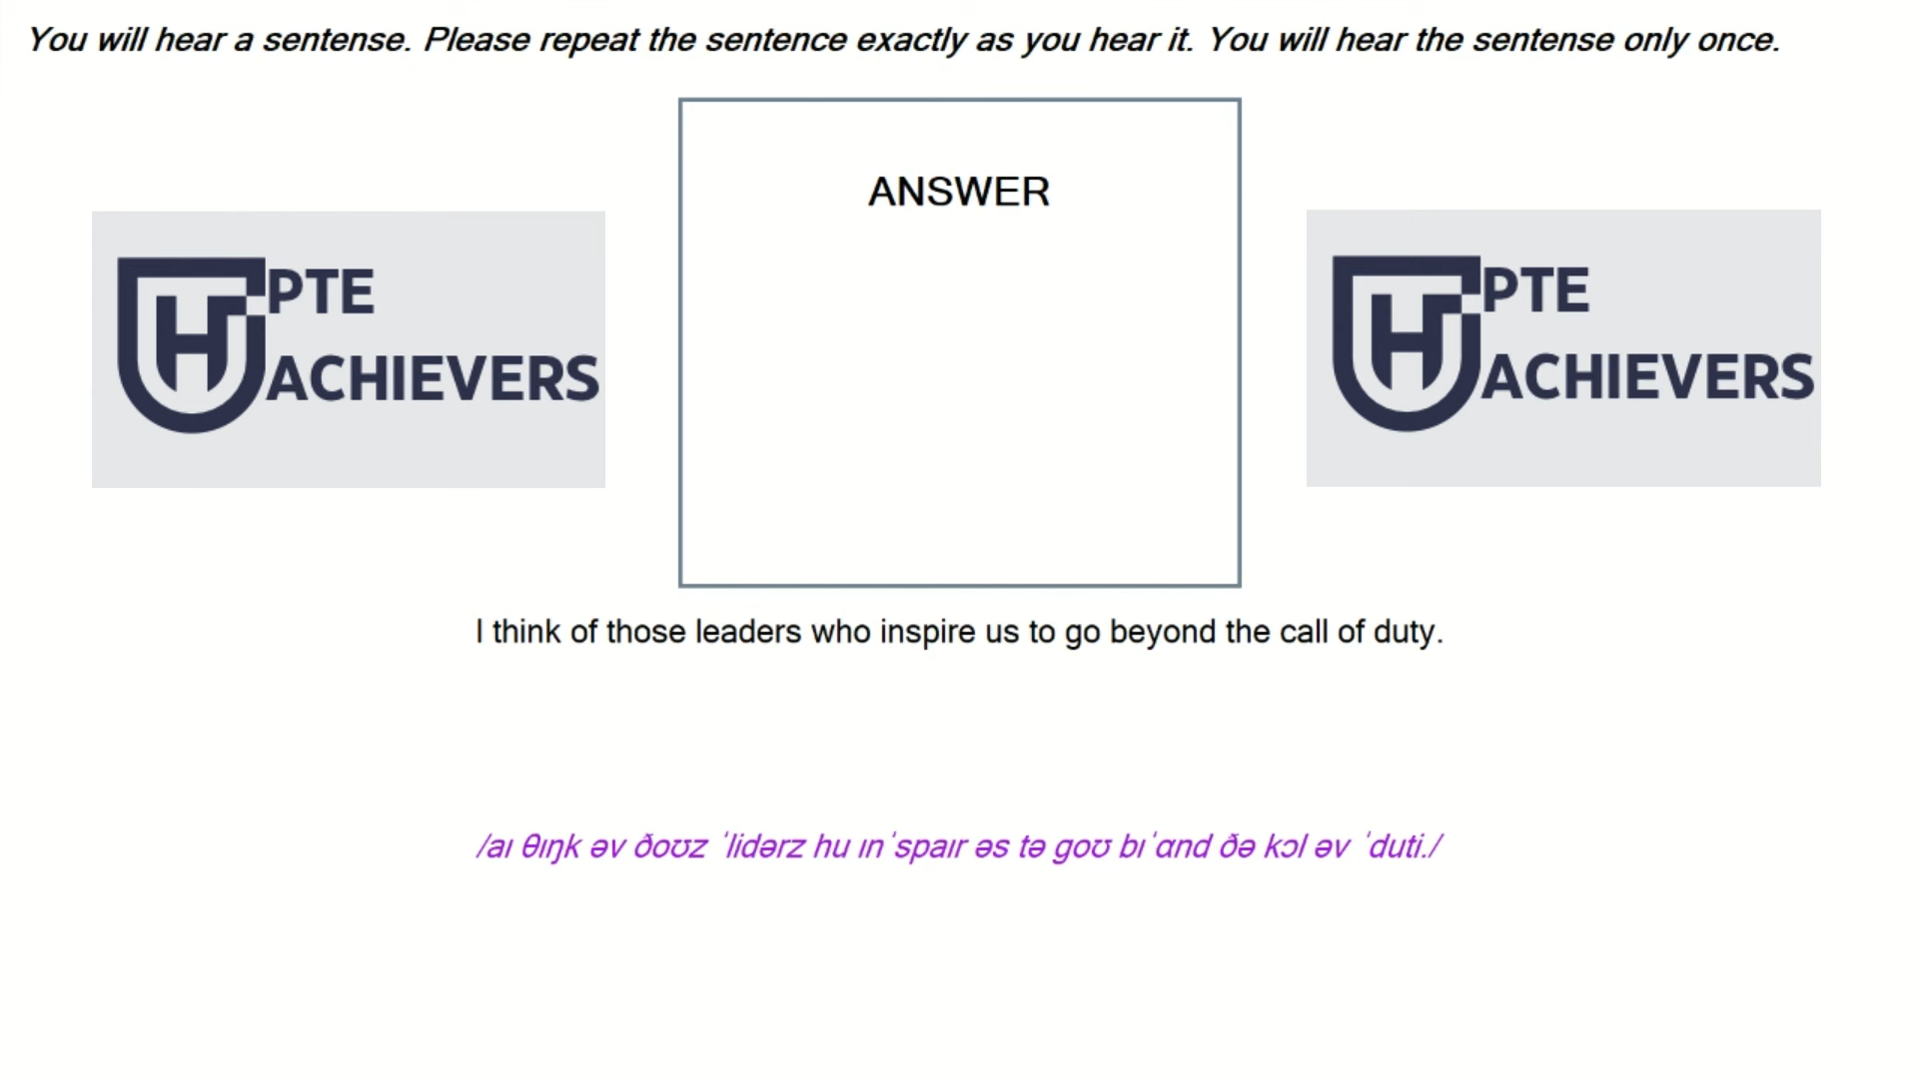 You will hear a sentense. Please repeat the sentence exactly as you hear it. You will hear the sentense only once.
ANSWER
PTE
ACHIEVERS
PTE
ACHIEVERS
I think of those leaders who inspire us to go beyond the call of duty.
/aɪ θɪŋk əv ðoʊz ˈlidərz hu ɪnˈspaɪr əs tə goʊ bɪˈɑnd ðə kɔl əv ˈduti./